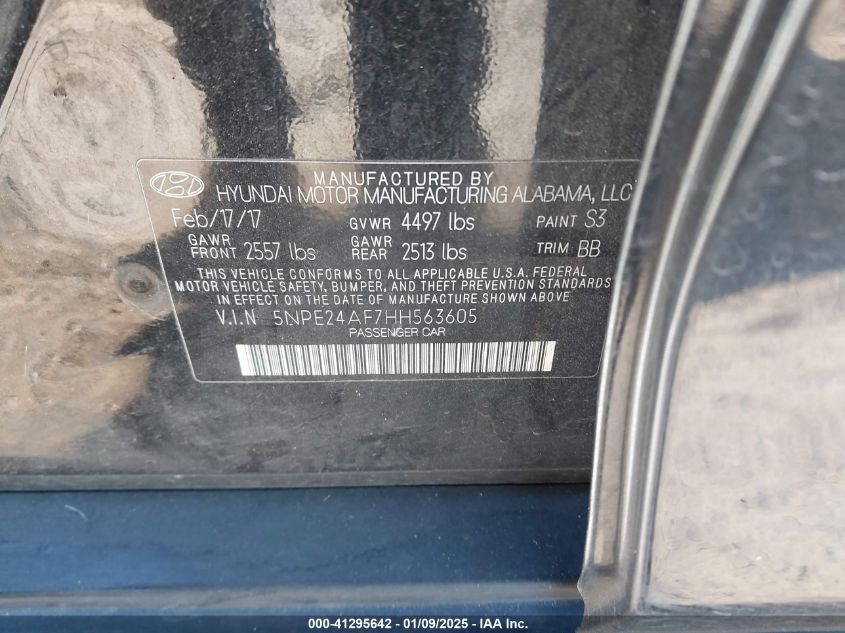 MANUFACTURED BY
HYUNDAI MOTOR MANUFACTURING ALABAMA, LLC
Feb/17/17 GVWR 4497 lbs PAINT S3
GAWR FRONT 2557 lbs GAWR REAR 2513 lbs TRIM BB
THIS VEHICLE CONFORMS TO ALL APPLICABLE U.S.A. FEDERAL
MOTOR VEHICLE SAFETY, BUMPER, AND THEFT PREVENTION STANDARDS
IN EFFECT ON THE DATE OF MANUFACTURE SHOWN ABOVE
V.I.N 5NPE24AF7HH563605
PASSENGER CAR
000-41295642 - 01/09/2025 - IAA Inc.